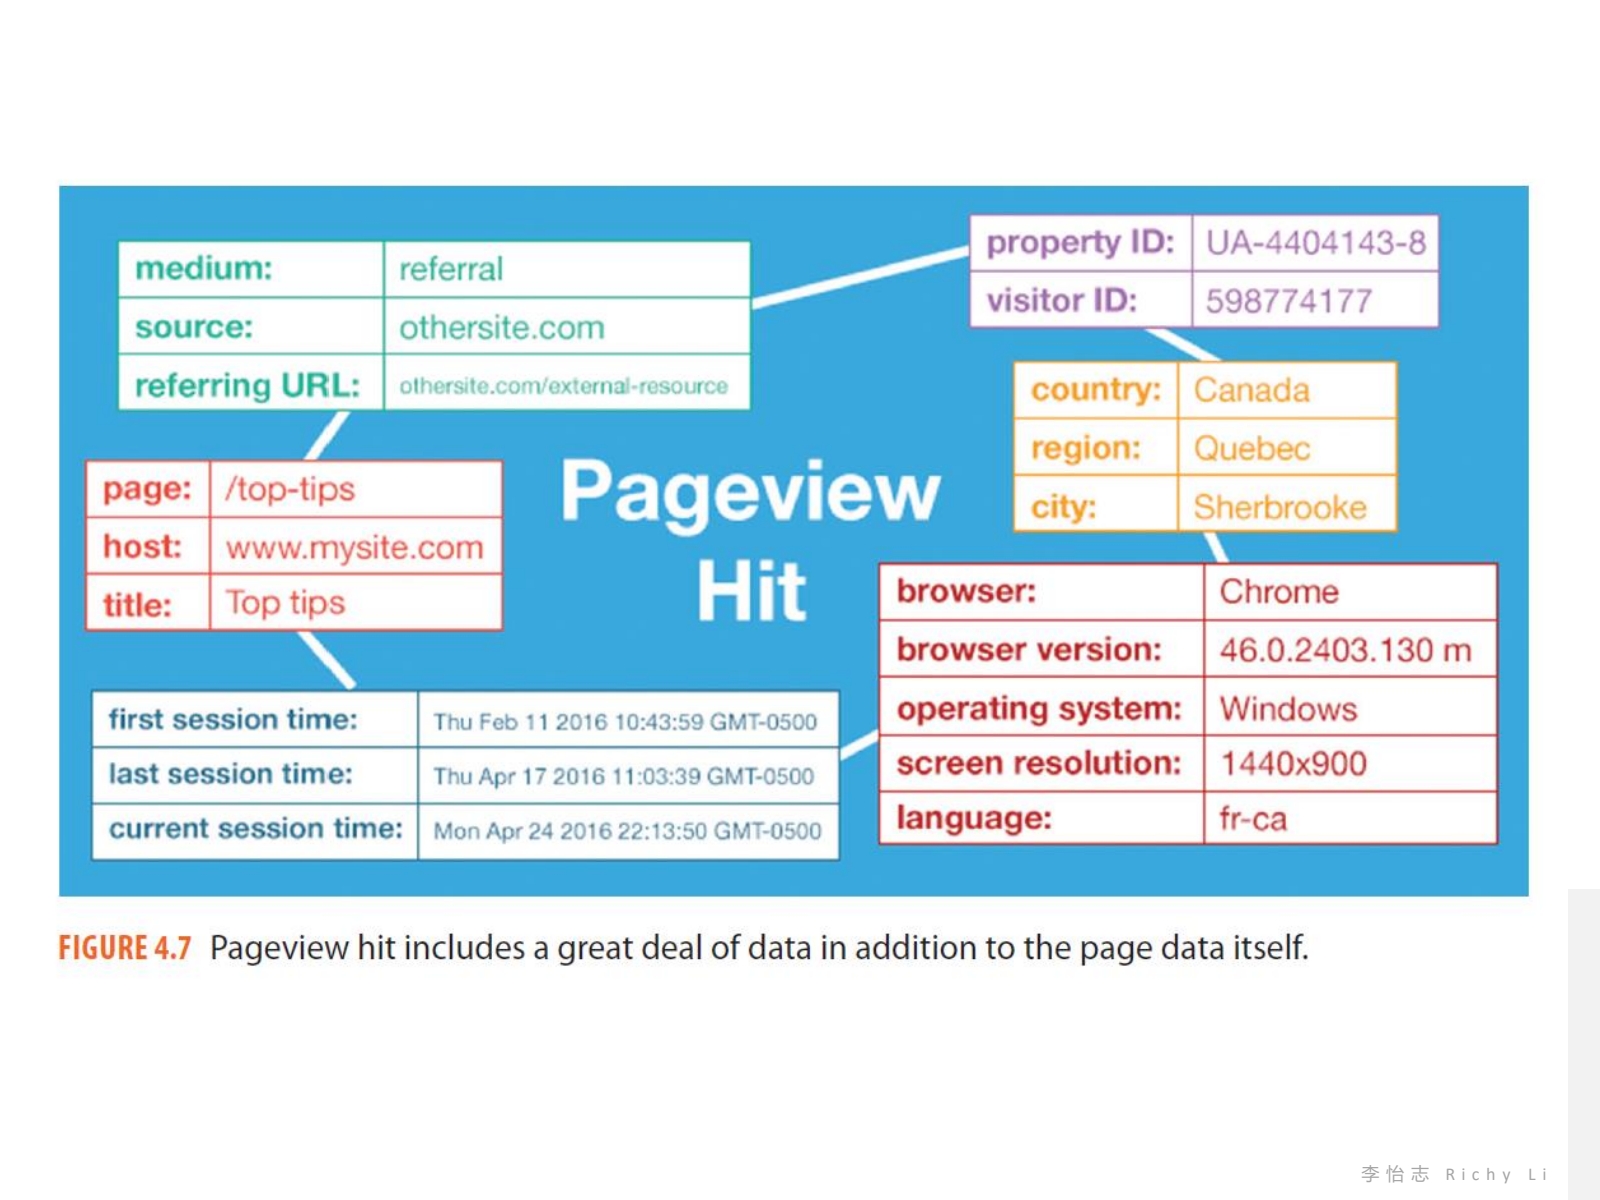 medium: referral
source: othersite.com
referring URL: othersite.com/external-resource
property ID: UA-4404143-8
visitor ID: 598774177
country: Canada
region: Quebec
city: Sherbrooke
page: /top-tips
host: www.mysite.com
title: Top tips
Pageview
Hit
browser: Chrome
browser version: 46.0.2403.130 m
operating system: Windows
screen resolution: 1440x900
language: fr-ca
first session time: Thu Feb 11 2016 10:43:59 GMT-0500
last session time: Thu Apr 17 2016 11:03:39 GMT-0500
current session time: Mon Apr 24 2016 22:13:50 GMT-0500
FIGURE 4.7 Pageview hit includes a great deal of data in addition to the page data itself.
李怡志 Richy Li